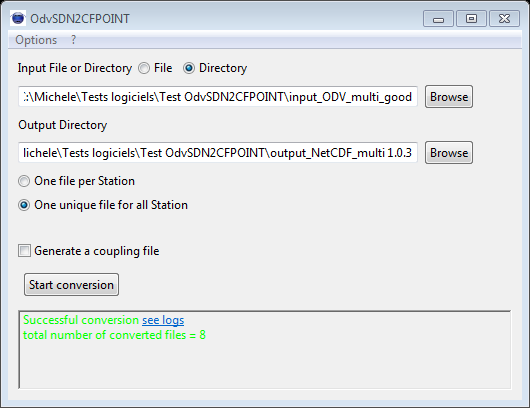 OdvSDN2CFPOINT
Options ?
Input File or Directory File Directory
:\Michele\Tests logiciels\Test OdvSDN2CFPOINT\input_ODV_multi_good Browse
Output Directory
lichele\Tests logiciels\Test OdvSDN2CFPOINT\output_NetCDF_multi 1.0.3 Browse
One file per Station
One unique file for all Station
Generate a coupling file
Start conversion
Successful conversion see logs
total number of converted files = 8